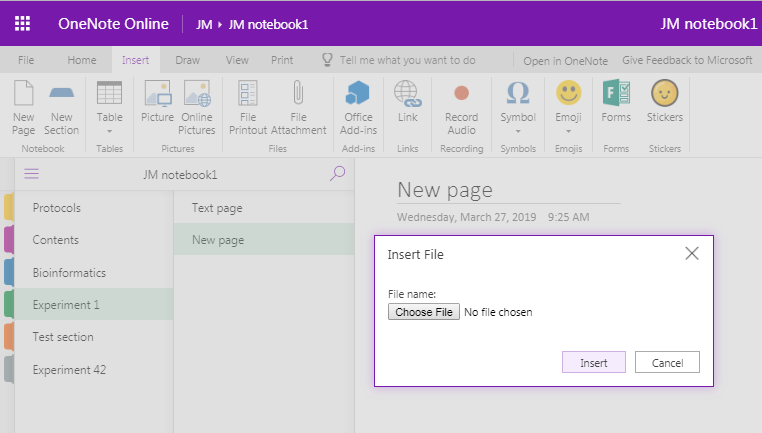 OneNote Online JM ▸ JM notebook1 JM notebook1
File Home Insert Draw View Print Tell me what you want to do Open in OneNote Give Feedback to Microsoft
New Page
New Section
Notebook
Table
Tables
Picture
Online Pictures
Pictures
File Printout
File Attachment
Files
Office Add-ins
Add-ins
Link
Links
Record Audio
Recording
Symbol
Symbols
Emoji
Emojis
Forms
Forms
Stickers
Stickers
JM notebook1
Protocols
Contents
Bioinformatics
Experiment 1
Test section
Experiment 42
Text page
New page
New page
Wednesday, March 27, 2019 9:25 AM
Insert File
File name:
Choose File No file chosen
Insert Cancel